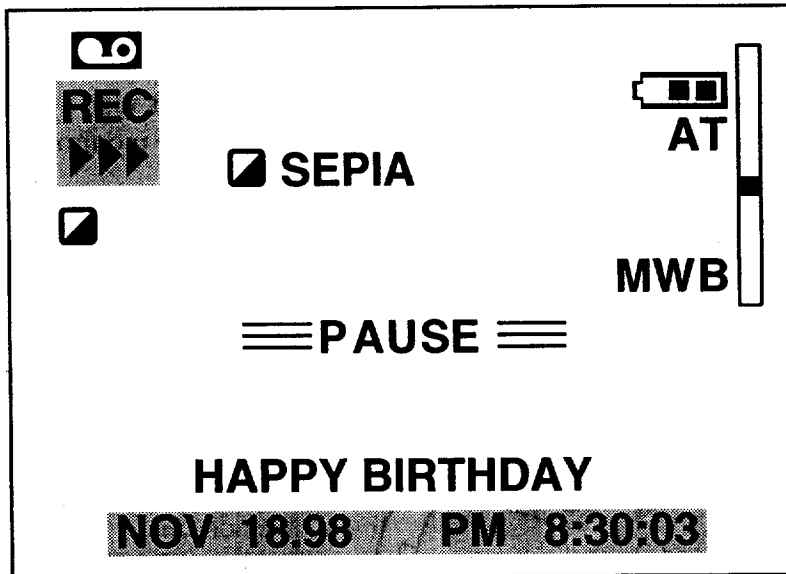 REC
AT
SEPIA
MWB
PAUSE
HAPPY BIRTHDAY
NOV 18.98 PM 8:30:03